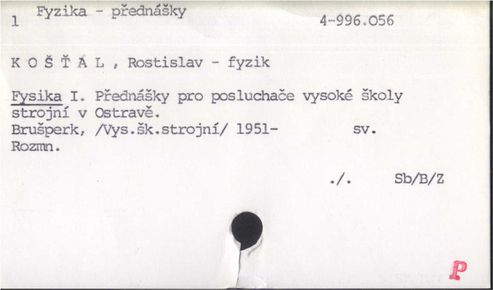 1 Fyzika - přednášky 4-996.056
K O Š Ť Á L , Rostislav - fyzik
Fysika I. Přednášky pro posluchače vysoké školy
strojní v Ostravě.
Brušperk, /Vys.šk.strojní/ 1951- sv.
Rozmn.
./. Sb/B/Z
P